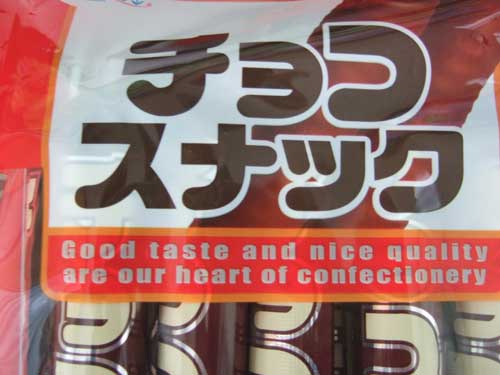 チョコ
スナック
Good taste and nice quality
are our heart of confectionery